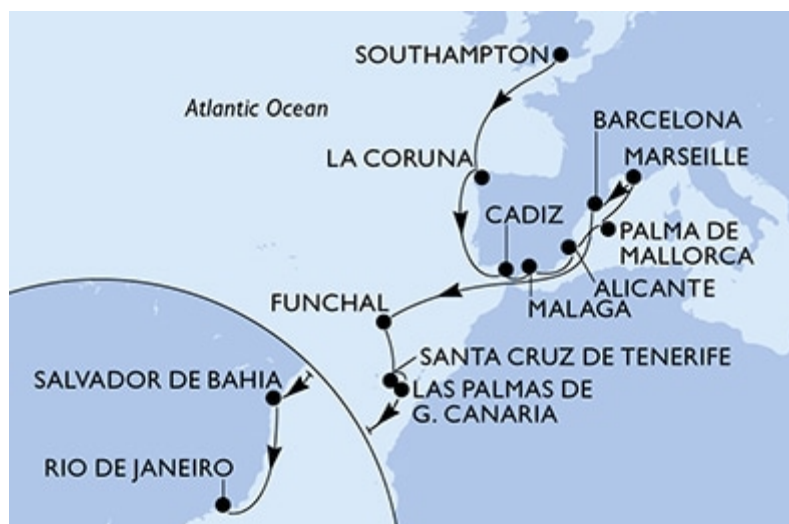 SOUTHAMPTON
Atlantic Ocean
BARCELONA
LA CORUNA
MARSEILLE
CADIZ
PALMA DE
MALLORCA
ALICANTE
MALAGA
FUNCHAL
SANTA CRUZ DE TENERIFE
SALVADOR DE BAHIA
LAS PALMAS DE
G. CANARIA
RIO DE JANEIRO